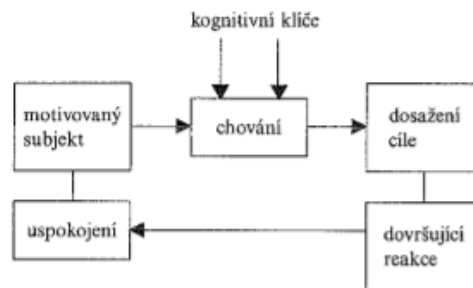 kognitivní klíče
motivovaný
subjekt
chování
dosažení
cíle
uspokojení
dovršující
reakce